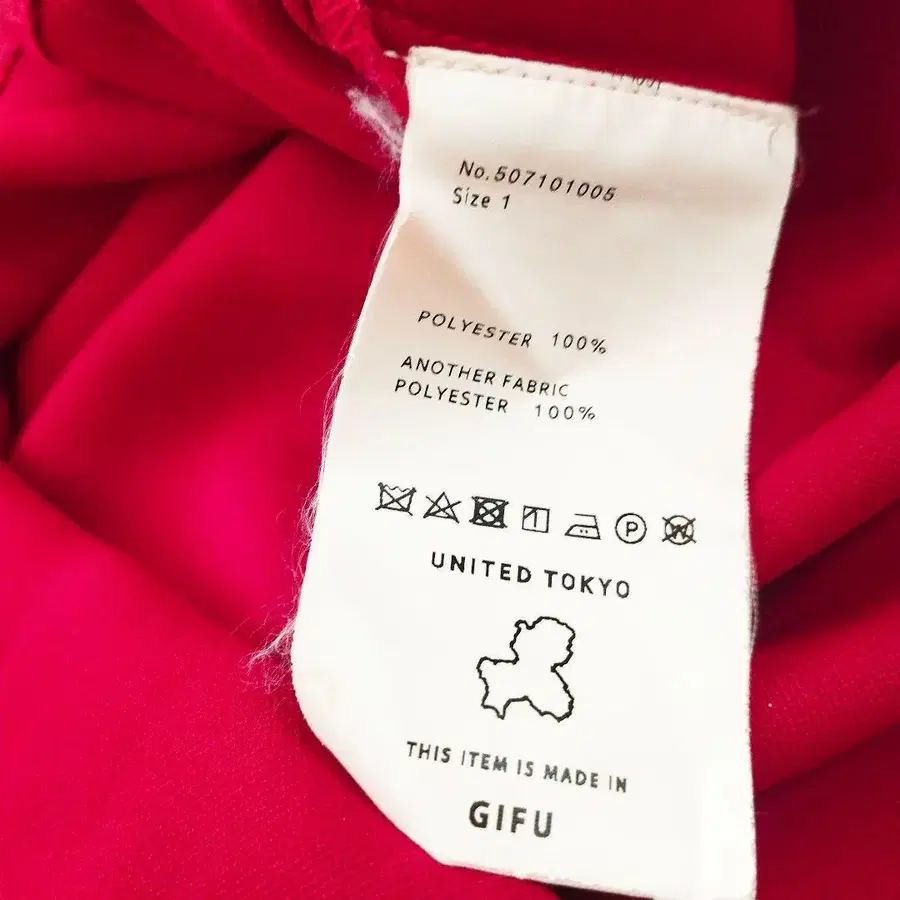 No.507101005
Size 1
POLYESTER 100%
ANOTHER FABRIC
POLYESTER 100%
P
W
UNITED TOKYO
THIS ITEM IS MADE IN
GIFU